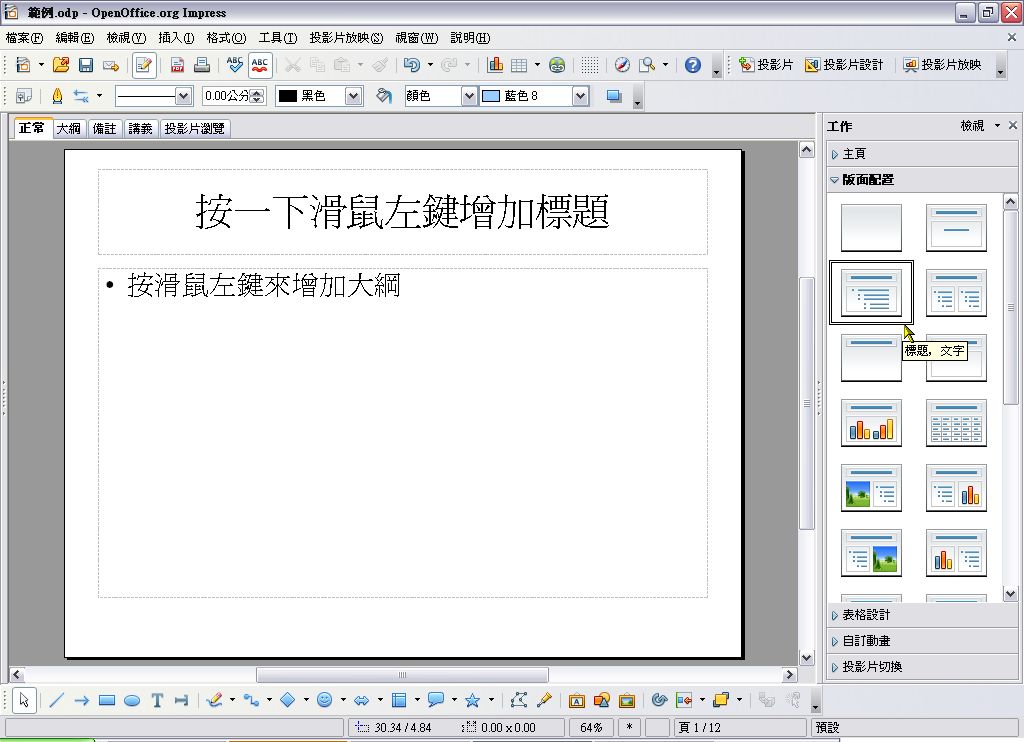 範例.odp - OpenOffice.org Impress
檔案(F) 編輯(E) 檢視(V) 插入(I) 格式(O) 工具(T) 投影片放映(S) 視窗(W) 說明(H)
投影片 投影片設計 投影片放映
0.00公分 黑色 顏色 藍色 8
正常 大綱 備註 講義 投影片瀏覽
工作 檢視
主頁
版面配置
按一下滑鼠左鍵增加標題
• 按滑鼠左鍵來增加大綱
標題, 文字
表格設計
自訂動畫
投影片切換
30.34 / 4.84 0.00 x 0.00 64% * 頁 1 / 12 預設